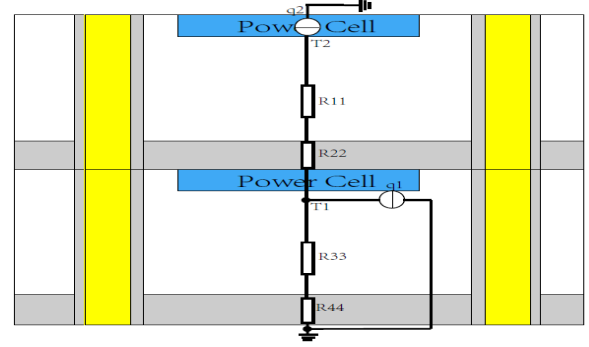 q2
Power Cell
T2
R11
R22
Power Cell q1
T1
R33
R44